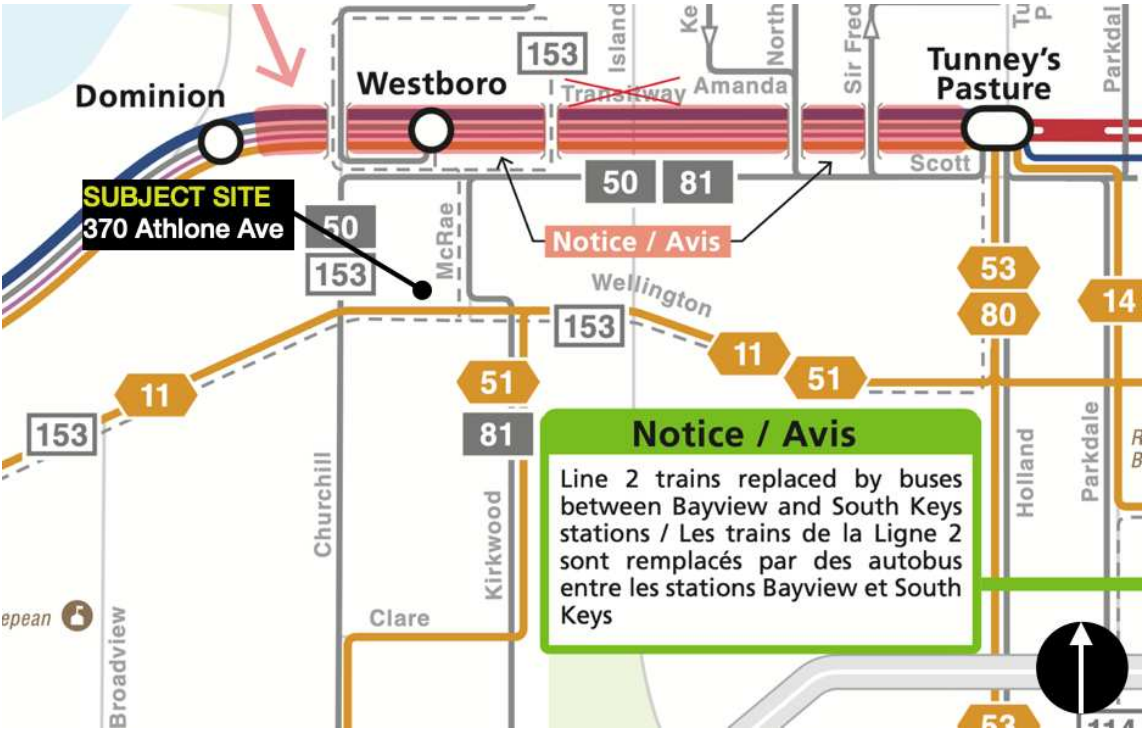 153
Island
Ke
North
Sir Fred
Tu
P
Parkdal
Dominion
Westboro
Transitway
Amanda
Tunney's
Pasture
Scott
50
81
SUBJECT SITE
370 Athlone Ave
50
153
McRae
Notice / Avis
Wellington
153
53
80
14
11
11
51
51
153
81
Churchill
Kirkwood
Clare
Broadview
epean
Notice / Avis
Line 2 trains replaced by buses
between Bayview and South Keys
stations / Les trains de la Ligne 2
sont remplacés par des autobus
entre les stations Bayview et South
Keys
Holland
Parkdale
R
B
53
114